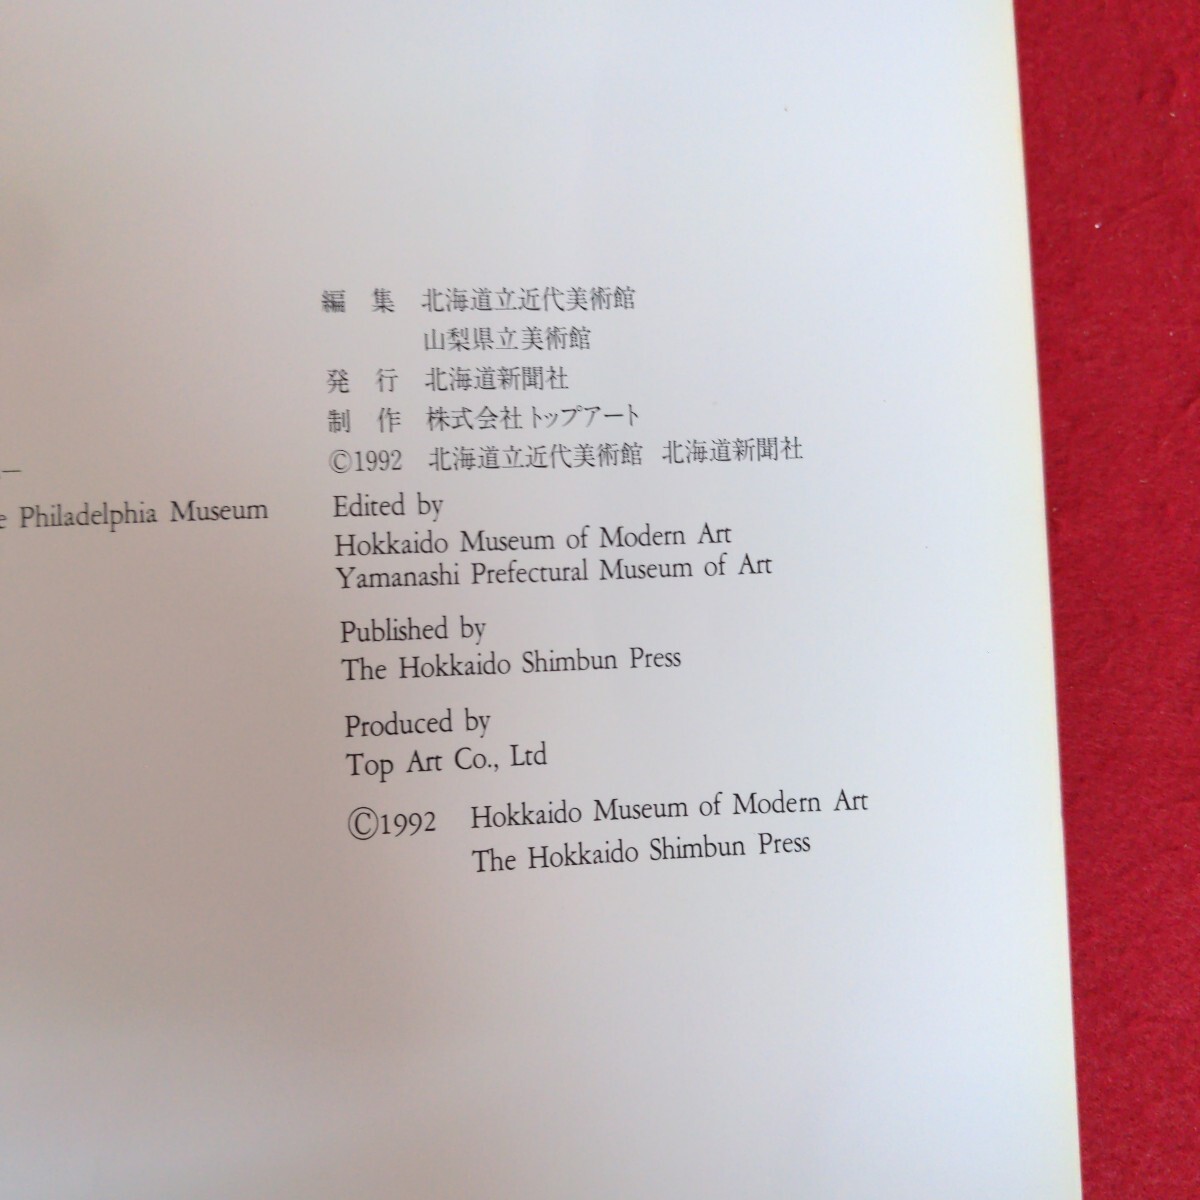 編 集 北海道立近代美術館
山梨県立美術館
発 行 北海道新聞社
制 作 株式会社トップアート
©1992 北海道立近代美術館 北海道新聞社
Philadelphia Museum
Edited by
Hokkaido Museum of Modern Art
Yamanashi Prefectural Museum of Art
Published by
The Hokkaido Shimbun Press
Produced by
Top Art Co., Ltd
©1992 Hokkaido Museum of Modern Art
The Hokkaido Shimbun Press